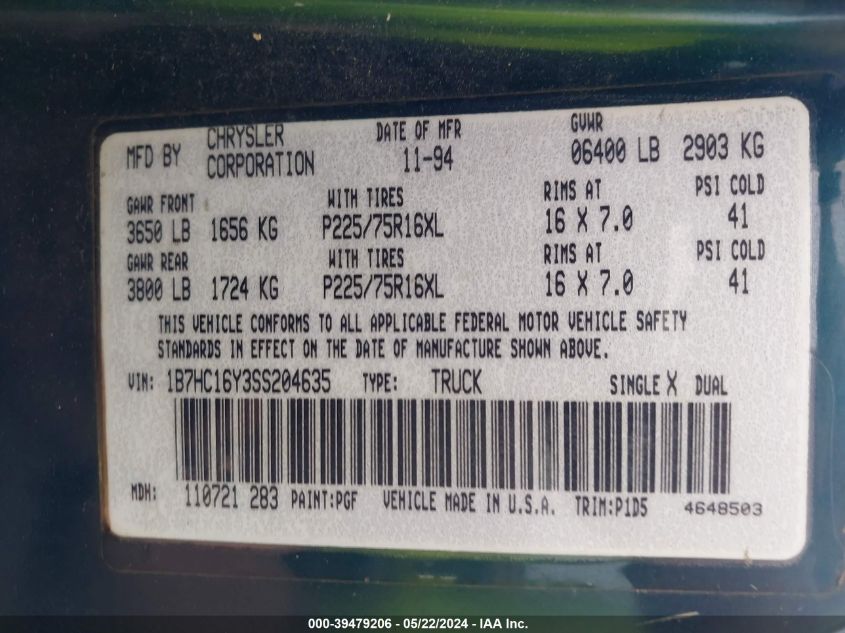 MFD BY CHRYSLER CORPORATION DATE OF MFR 11-94 GVWR 06400 LB 2903 KG
GAWR FRONT WITH TIRES RIMS AT PSI COLD
3650 LB 1656 KG P225/75R16XL 16 X 7.0 41
GAWR REAR WITH TIRES RIMS AT PSI COLD
3800 LB 1724 KG P225/75R16XL 16 X 7.0 41
THIS VEHICLE CONFORMS TO ALL APPLICABLE FEDERAL MOTOR VEHICLE SAFETY
STANDARDS IN EFFECT ON THE DATE OF MANUFACTURE SHOWN ABOVE.
VIN: 1B7HC16Y3SS204635 TYPE: TRUCK SINGLE X DUAL
MDH: 110721 283 PAINT:PGF VEHICLE MADE IN U.S.A. TRIM:P1D5 4648503
000-39479206 - 05/22/2024 - IAA Inc.